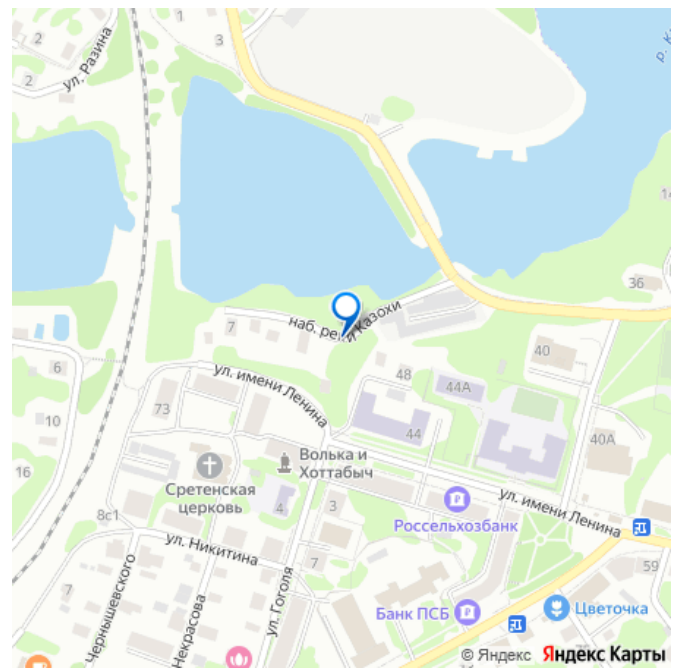 1
2
3
ул. Разина
2
р. К
14
36
наб. реки Казохи
7
40
6
ул. имени Ленина
48
44А
73
10
44
40А
Волька и
Хоттабыч
16
Сретенская
церковь
4
3
Россельхозбанк
ул. имени Ленина
8с1
ул. Никитина
7
7
59
Чернышевского
Некрасова
ул. Гоголя
Банк ПСБ
Цветочка
© Яндекс Яндекс Карты